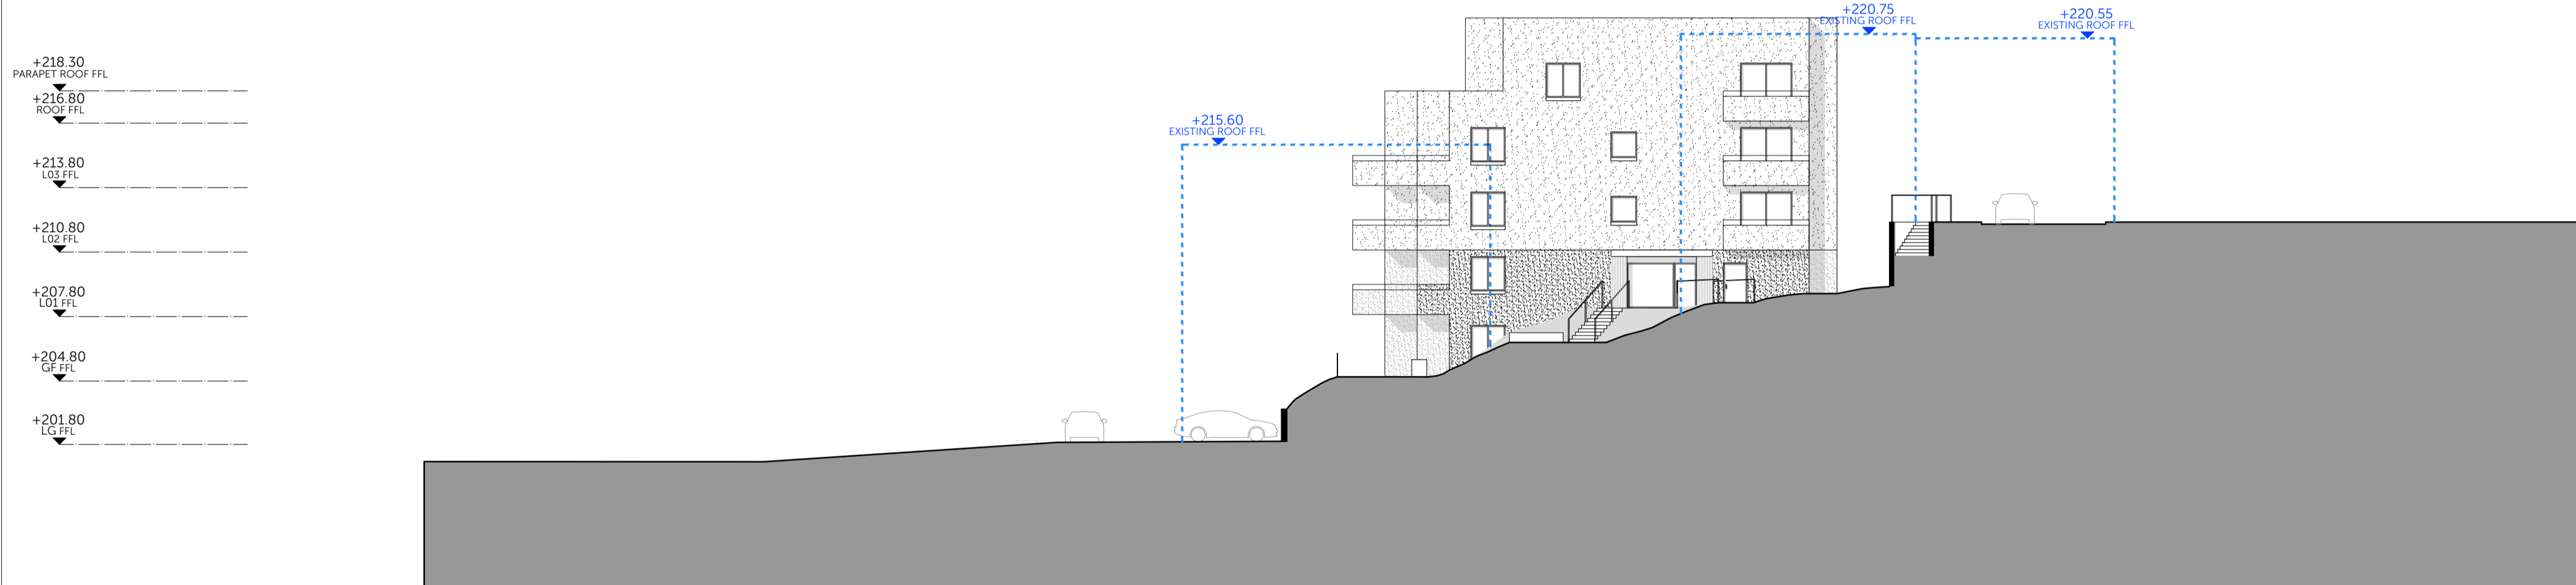 +218.30
PARAPET ROOF FFL
+216.80
ROOF FFL
+213.80
L03 FFL
+210.80
L02 FFL
+207.80
L01 FFL
+204.80
GF FFL
+201.80
LG FFL
+215.60
EXISTING ROOF FFL
+220.75
EXISTING ROOF FFL
+220.55
EXISTING ROOF FFL